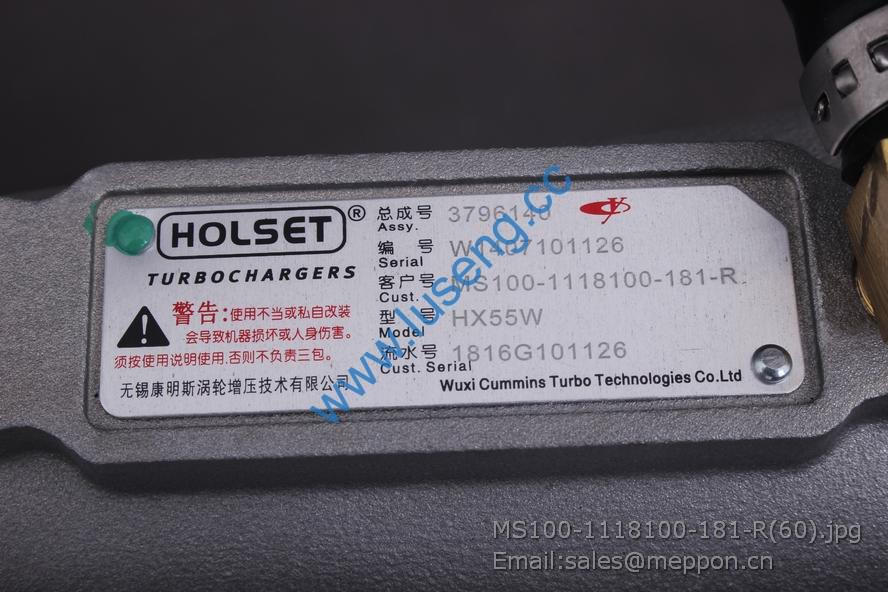 HOLSET®
TURBOCHARGERS
警告:使用不当或私自改装
会导致机器损坏或人身伤害。
须按使用说明使用,否则不负责三包。
无锡康明斯涡轮增压技术有限公司
总成号 3796140
Assy.
编 号 W1407101126
Serial
客户号 MS100-1118100-181-R
Cust.
型 号 HX55W
Model
流水号 1816G101126
Cust. Serial
Wuxi Cummins Turbo Technologies Co.Ltd
www.luseng.cc
MS100-1118100-181-R(60).jpg
Email:sales@meppon.cn